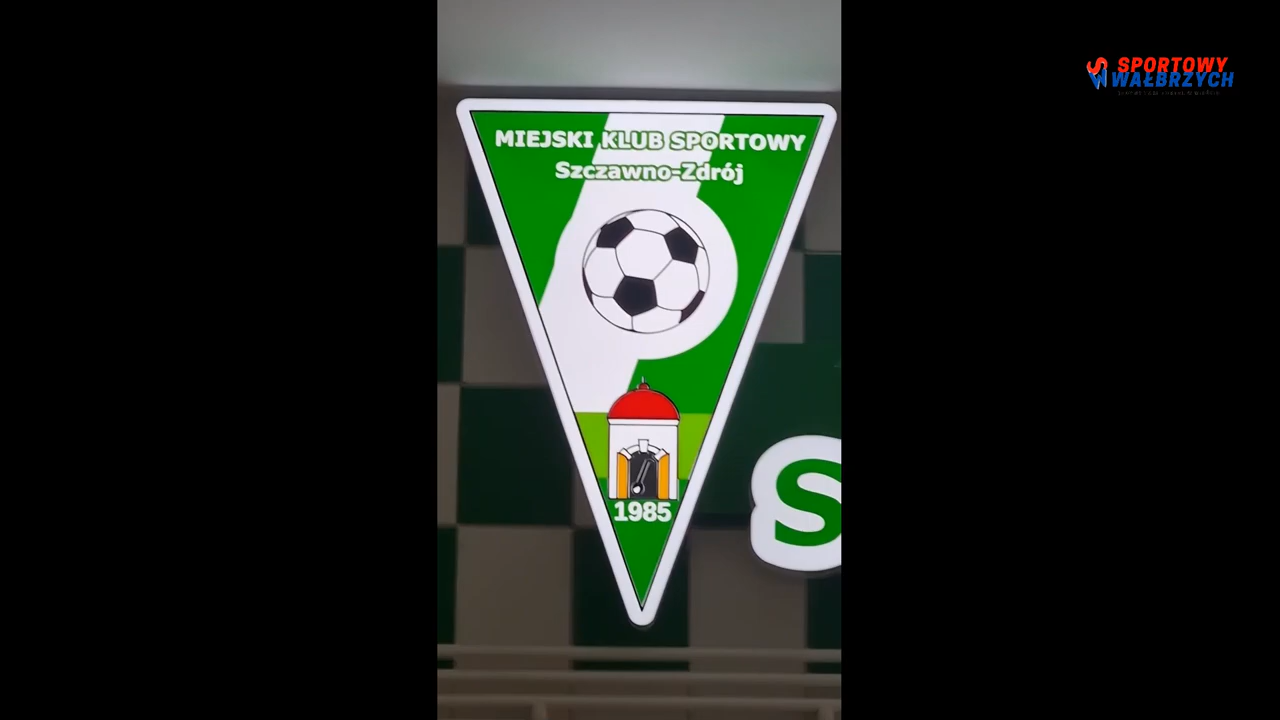 SPORTOWY
WAŁBRZYCH
MIEJSKI KLUB SPORTOWY
Szczawno-Zdrój
1985
S